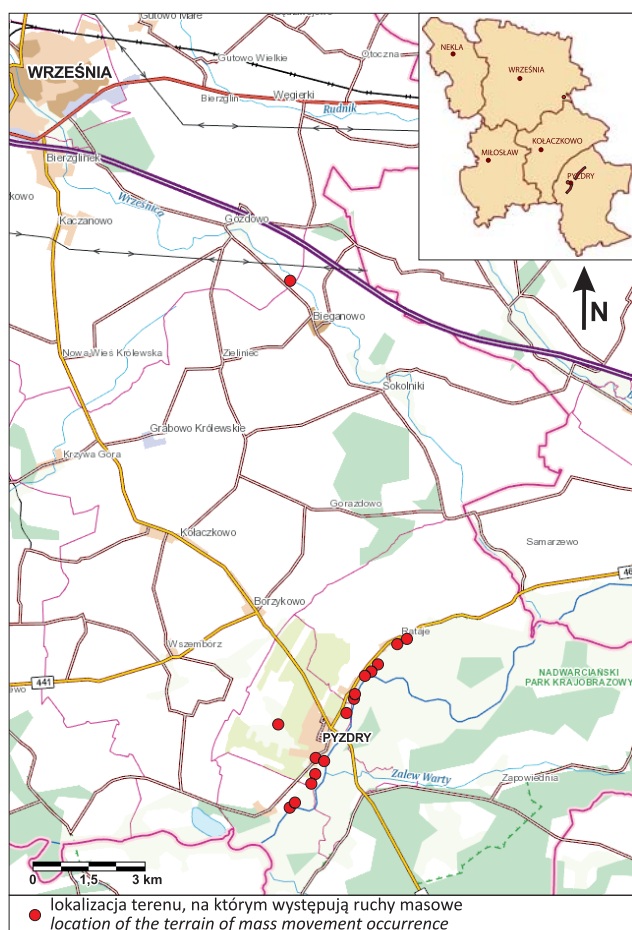 Gutowo Małe
Gutowo Wielkie
Otoczna
WRZEŚNIA
Bierzglin
Węgierki
Rudnik
Bierzglinek
Wrześnica
Kaczanowo
Gozdowo
Bieganowo
Nowa Wieś Królewska
Zieliniec
Sokolniki
Grabowo Królewskie
Krzywa Góra
Gorazdowo
Kołaczkowo
Samarzewo
Borzykowo
Rataje
Wszembórz
441
NADWARCIAŃSKI
PARK KRAJOBRAZOWY
PYZDRY
Zalew Warty
Zapowiednia
NEKLA
WRZEŚNIA
KOŁACZKOWO
MIŁOSŁAW
PYZDRY
N
0 1,5 3 km
lokalizacja terenu, na którym występują ruchy masowe
location of the terrain of mass movement occurrence